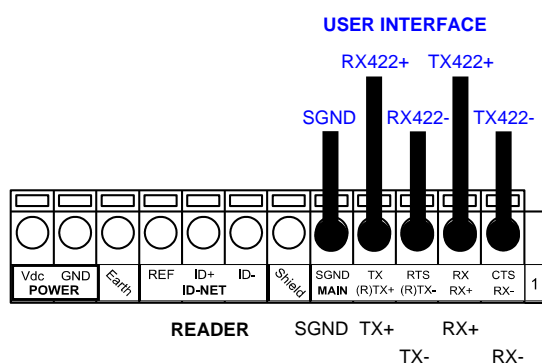 USER INTERFACE
RX422+ TX422+
SGND RX422- TX422-
Vdc GND Earth REF ID+ ID- Shield SGND TX RTS RX CTS 1
POWER ID-NET MAIN (R)TX+ (R)TX- RX+ RX-
READER SGND TX+ RX+
TX- RX-